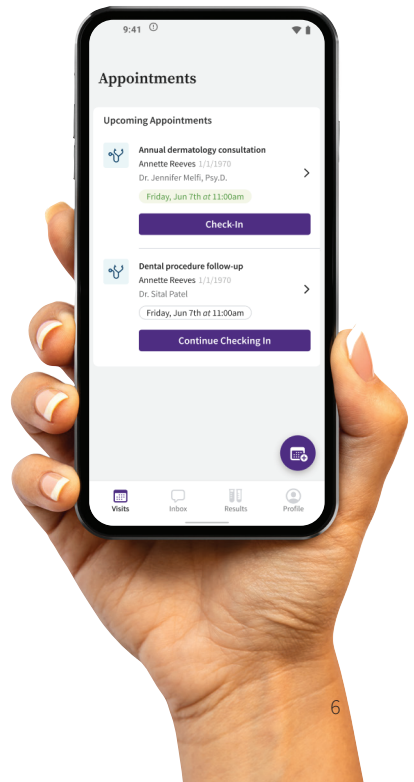 9:41
Appointments
Upcoming Appointments
Annual dermatology consultation
Annette Reeves 1/1/1970
Dr. Jennifer Melfi, Psy.D.
Friday, Jun 7th at 11:00am
Check-In
Dental procedure follow-up
Annette Reeves 1/1/1970
Dr. Sital Patel
Friday, Jun 7th at 11:00am
Continue Checking In
Visits Inbox Results Profile
6